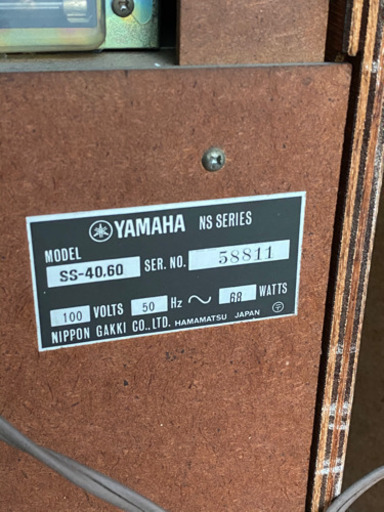 YAMAHA NS SERIES
MODEL SS-40.60 SER. NO. 58811
100 VOLTS 50 Hz ~ 68 WATTS
NIPPON GAKKI CO., LTD. HAMAMATSU JAPAN